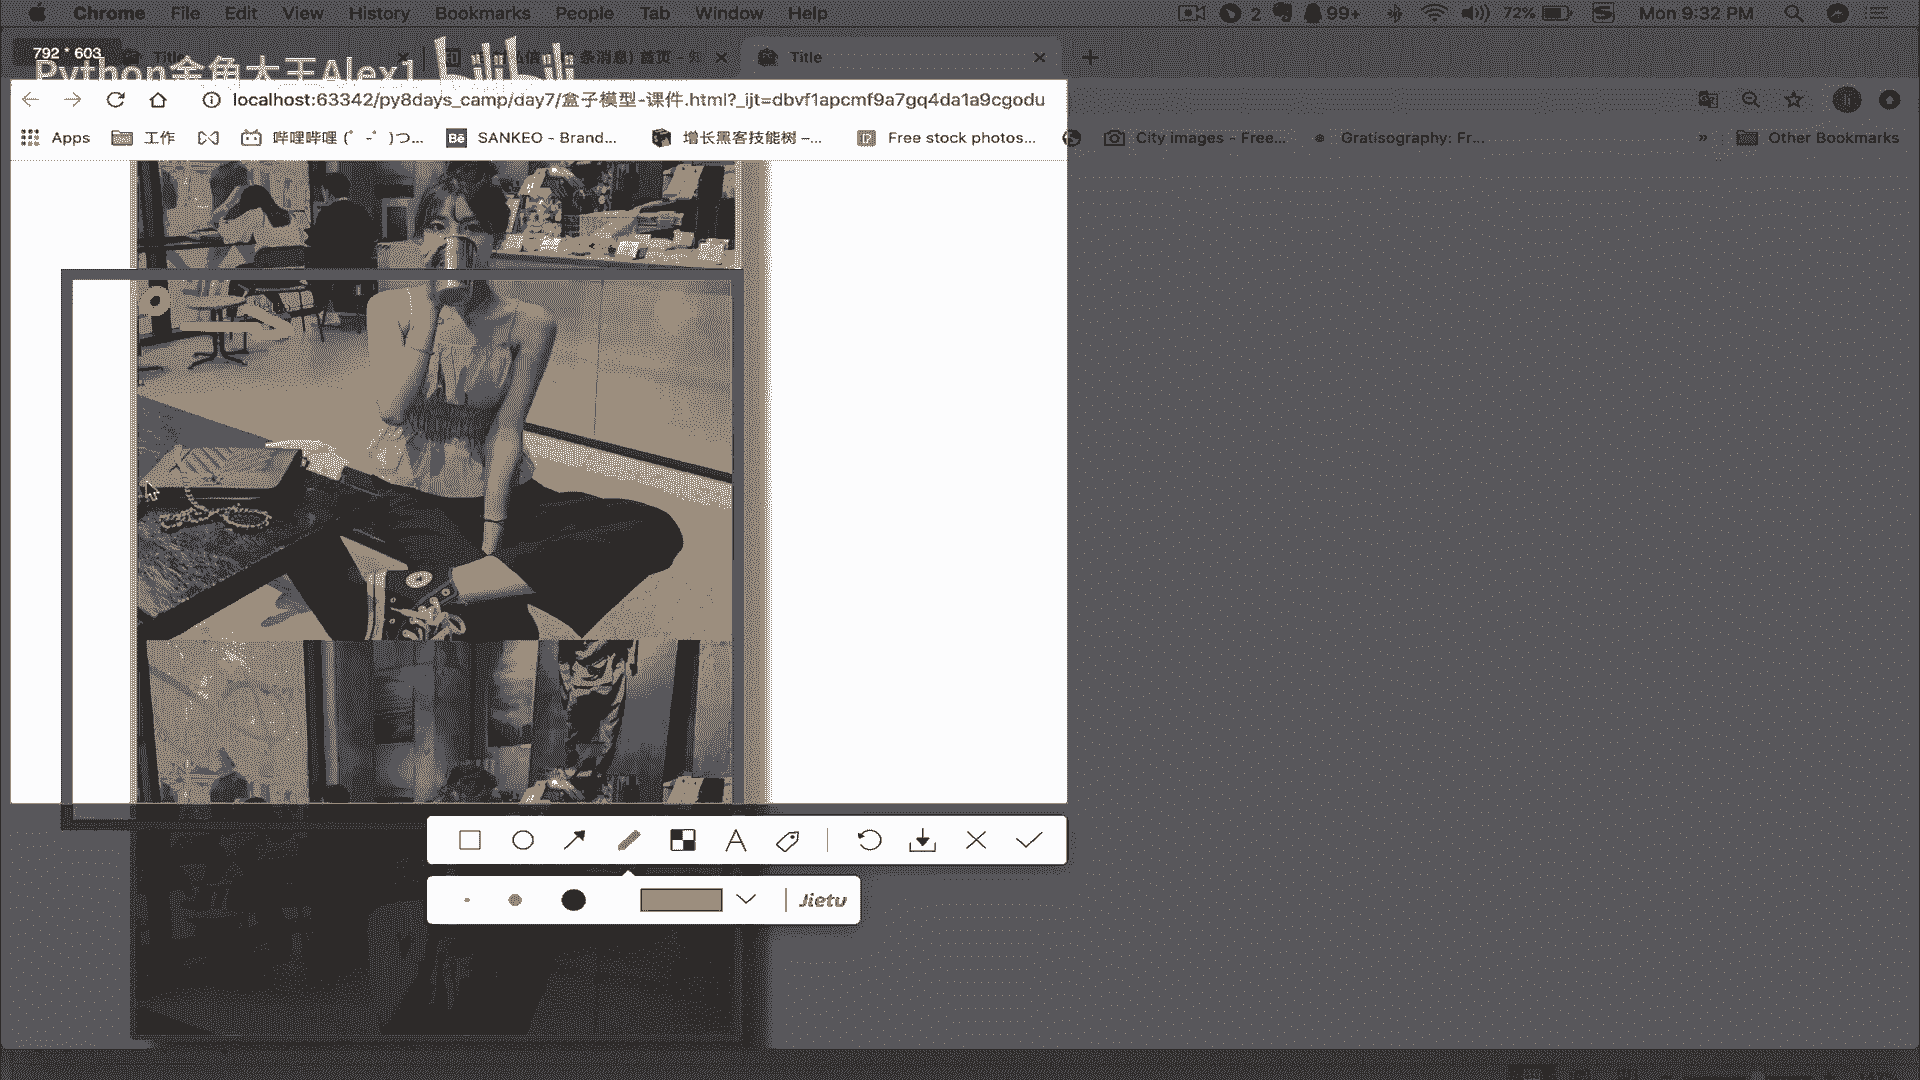 Chrome File Edit View History Bookmarks People Tab Window Help 2 99+ 72% Mon 9:32 PM
792 * 603
Title 条消息) 首页 - 知 Title
Python金角大王Alex1 bilibili
localhost:63342/py8days_camp/day7/盒子模型-课件.html?_ijt=dbvf1apcmf9a7gq4da1a9cgodu
Apps 工作 哔哩哔哩 (゜-゜)つ... Bē SANKEO - Brand... 增长黑客技能树 –... Free stock photos... City images - Free... Gratisography: Fr... » Other Bookmarks
A
Jietu